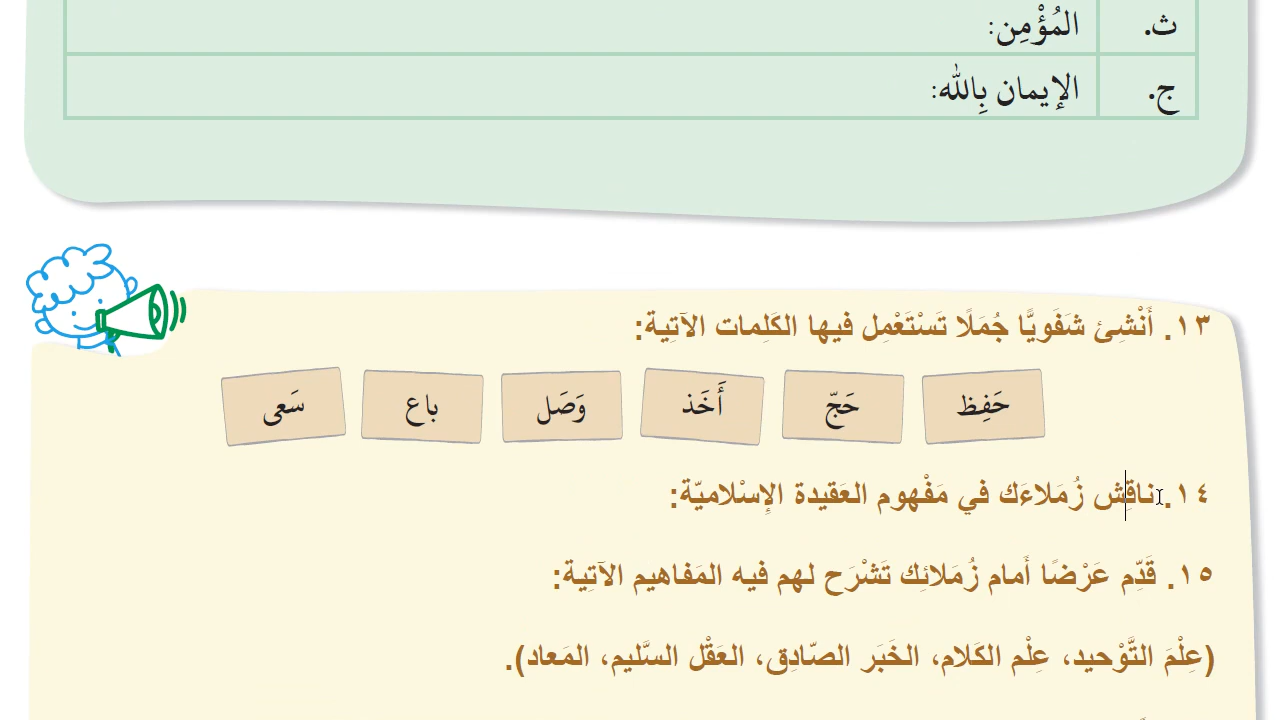 ث. المُؤْمِن:
ج. الإيمان بِالله:
١٣. أَنْشِئ شَفَويًّا جُمَلًا تَسْتَعْمِل فيها الكَلِمات الآتِية:
حَفِظ حَجّ أَخَذ وَصَل باع سَعى
١٤. ناقِش زُمَلاءَك في مَفْهوم العَقيدة الإِسْلاميّة:
١٥. قَدِّم عَرْضًا أَمام زُمَلائِك تَشْرَح لهم فيه المَفاهيم الآتِية:
(عِلْمَ التَّوْحيد، عِلْم الكَلام، الخَبَر الصّادِق، العَقْل السَّليم، المَعاد).